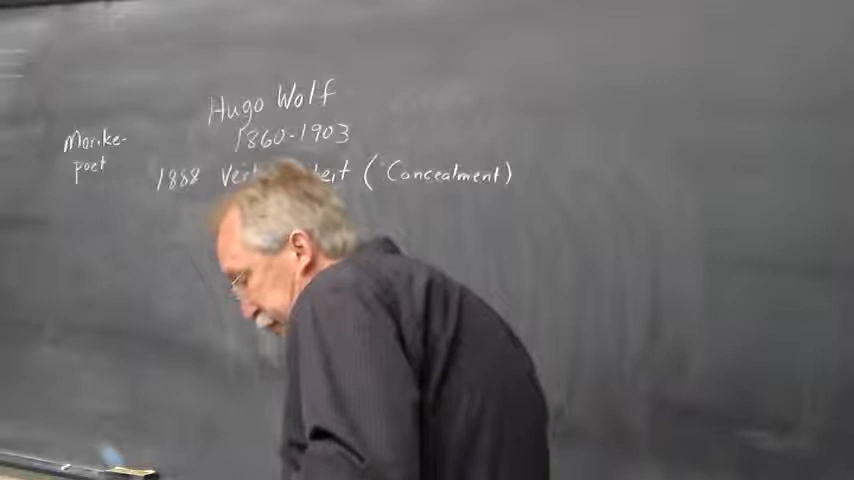 Hugo Wolf
1860-1903
Morike-
poet
1888 (Concealment)